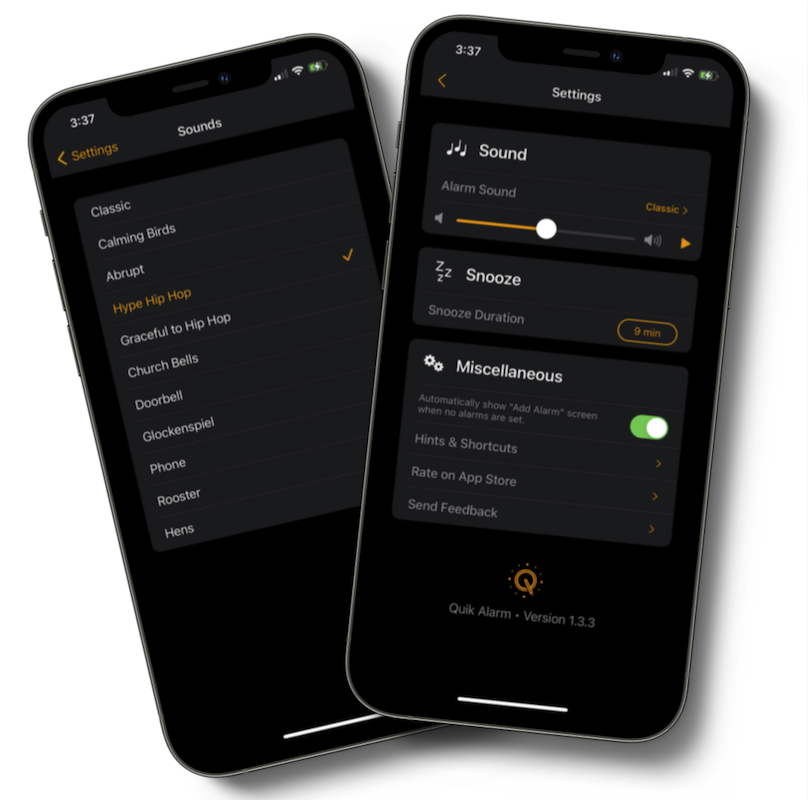 3:37
Settings
Sounds
Classic
Calming Birds
Abrupt
Hype Hip Hop
Graceful to Hip Hop
Church Bells
Doorbell
Glockenspiel
Phone
Rooster
Hens
3:37
Settings
Sound
Alarm Sound
Classic
Zzz
Snooze
Snooze Duration
9 min
Miscellaneous
Automatically show "Add Alarm" screen
when no alarms are set.
Hints & Shortcuts
Rate on App Store
Send Feedback
Q
Quik Alarm • Version 1.3.3